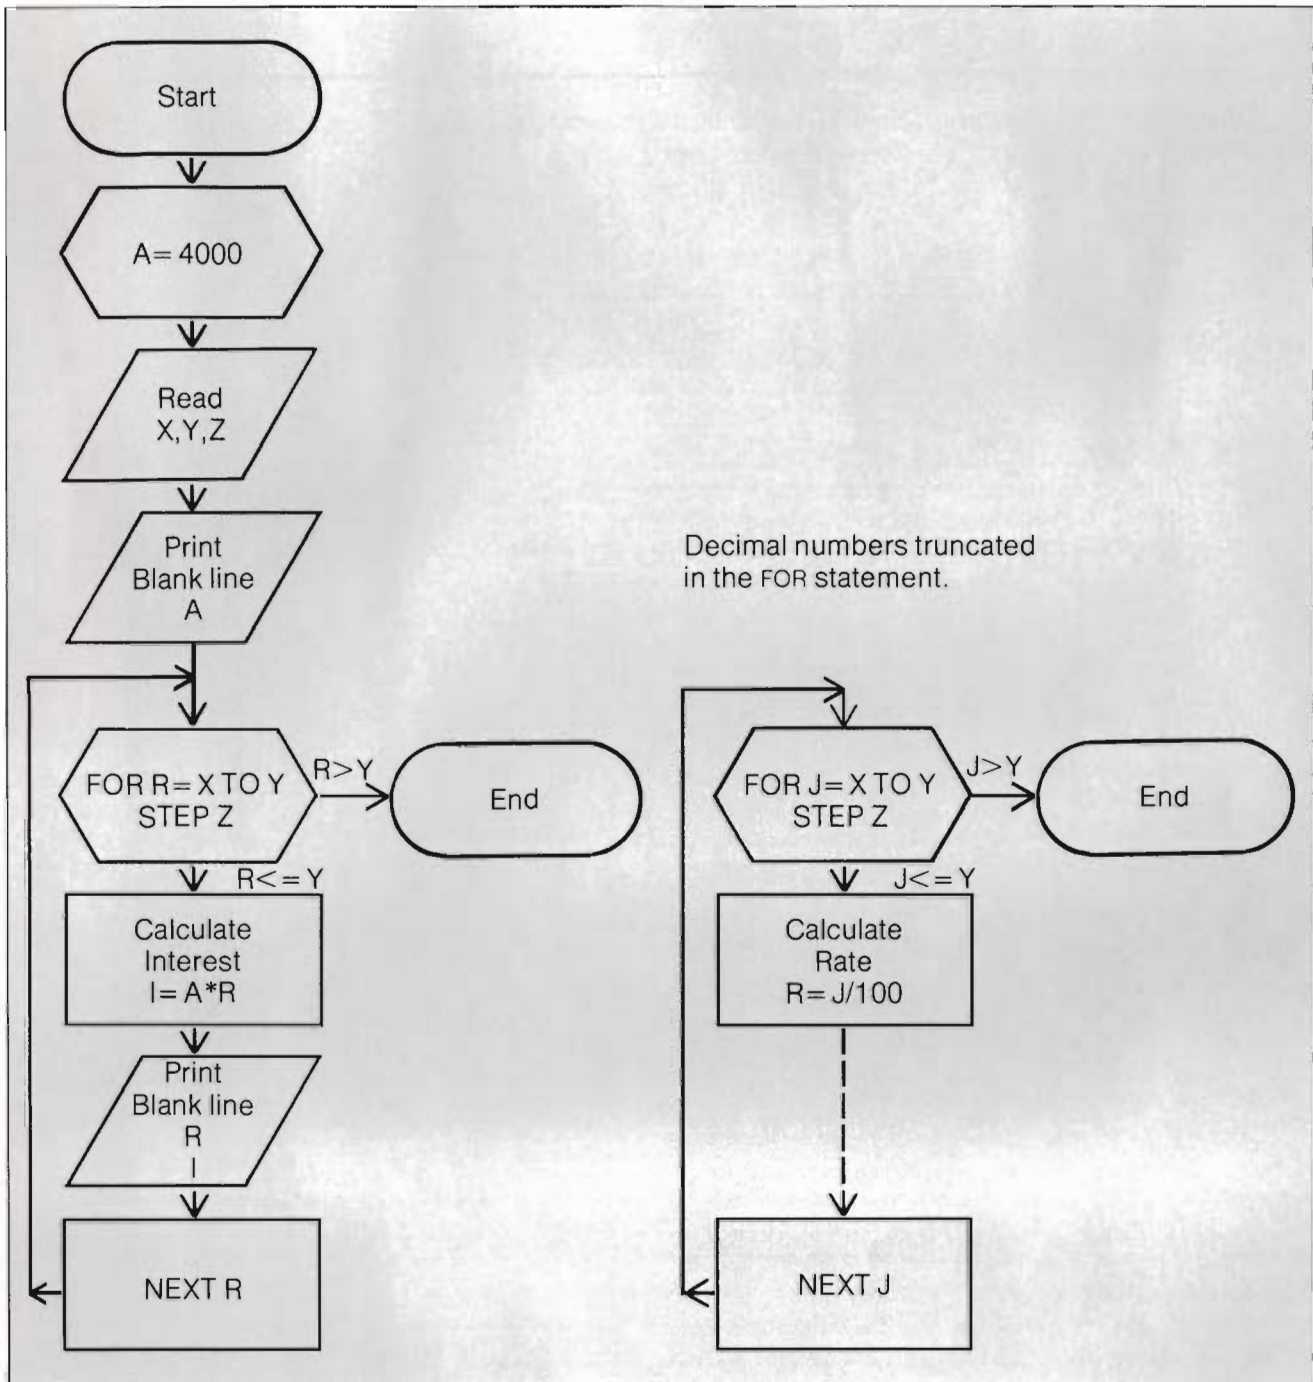 Start
A= 4000
Read
X,Y,Z
Print
Blank line
A
FOR R=X TO Y
STEP Z
R>Y
End
R<=Y
Calculate
Interest
I=A*R
Print
Blank line
R
I
NEXT R
Decimal numbers truncated
in the FOR statement.
FOR J=X TO Y
STEP Z
J>Y
End
J<=Y
Calculate
Rate
R=J/100
NEXT J